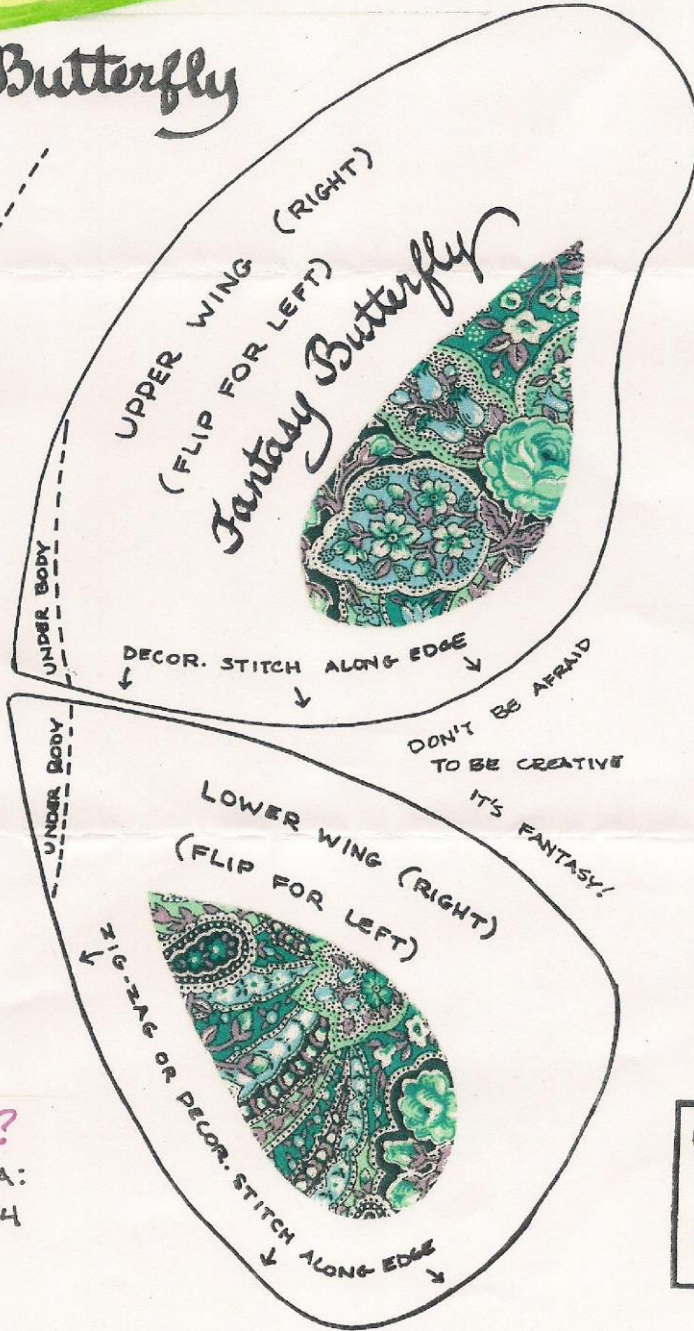 Butterfly
UPPER WING (RIGHT)
(FLIP FOR LEFT)
Fantasy Butterfly
UNDER BODY
DECOR. STITCH ALONG EDGE
DON'T BE AFRAID
TO BE CREATIVE
IT'S FANTASY!
UNDER BODY
LOWER WING (RIGHT)
(FLIP FOR LEFT)
ZIG-ZAG OR DECOR. STITCH ALONG EDGE
?
A:
4